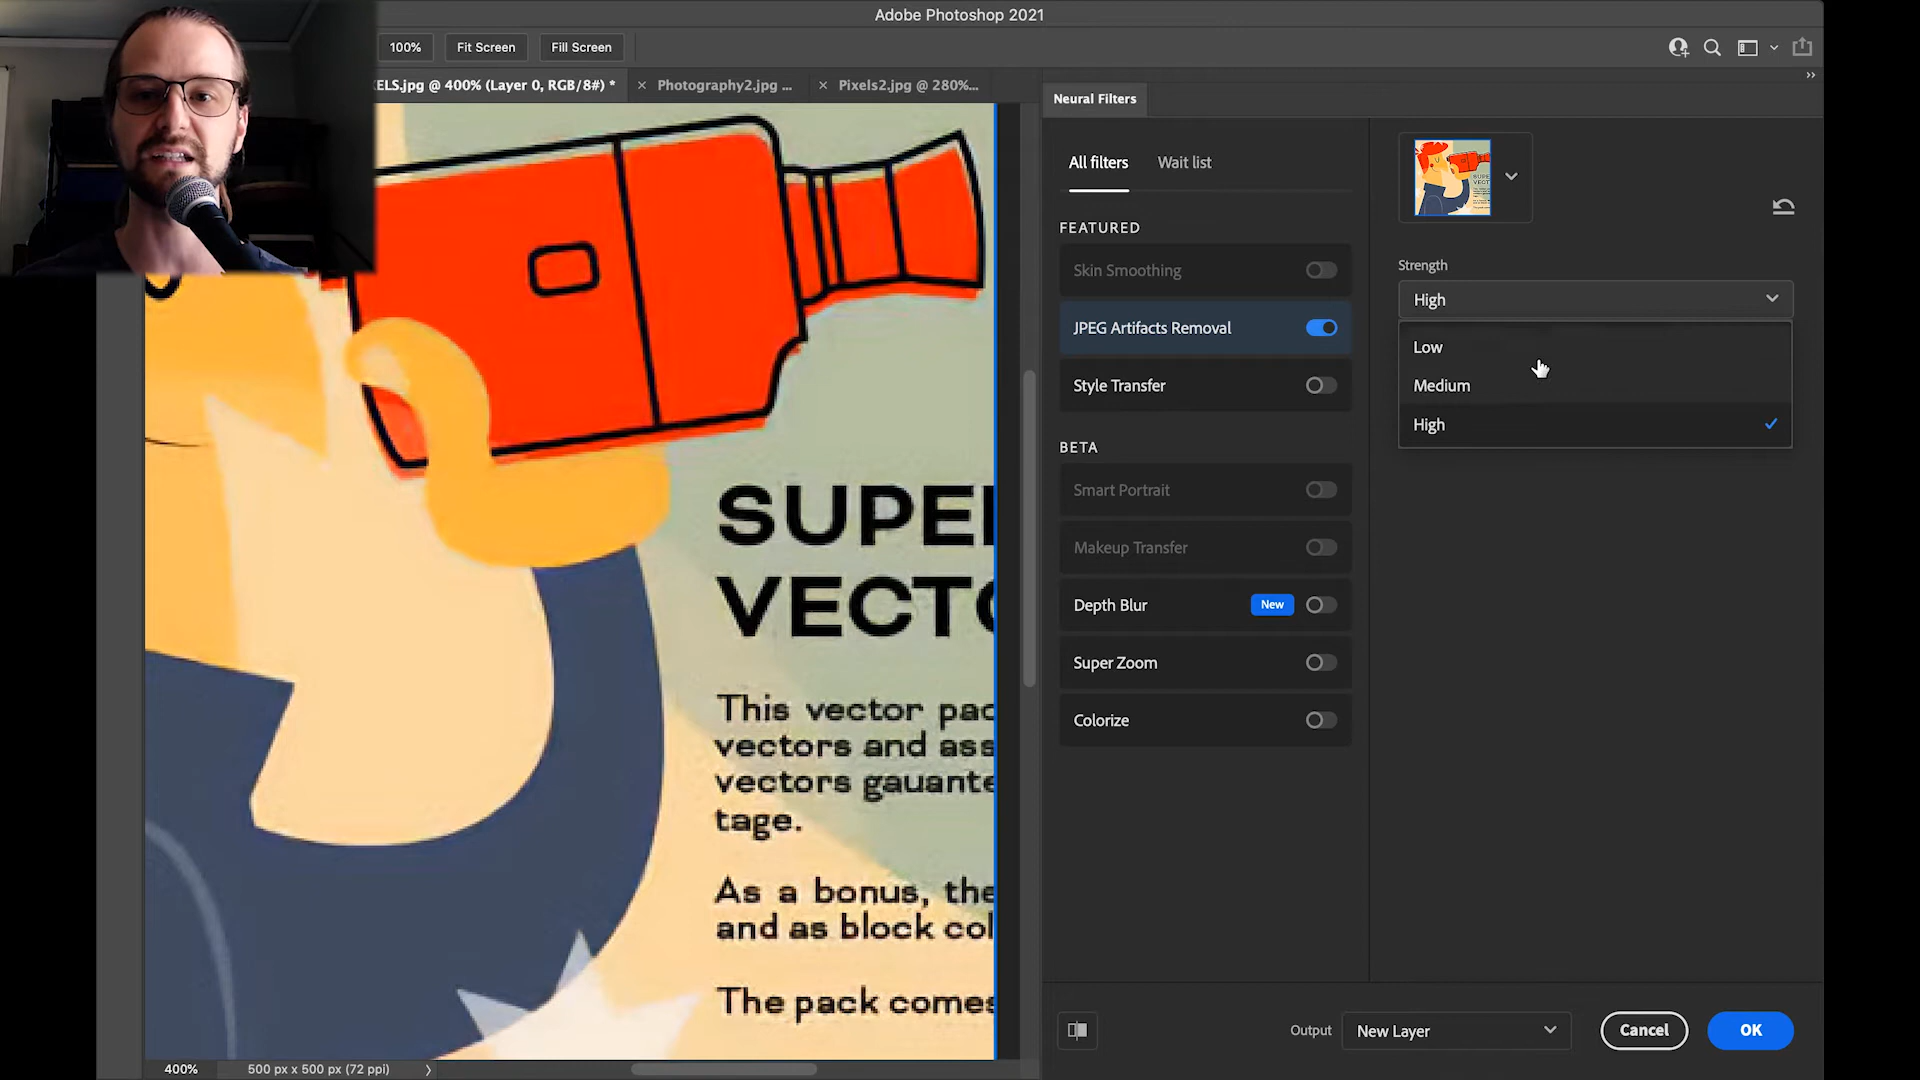 Adobe Photoshop 2021
100%
Fit Screen
Fill Screen
ELS.jpg @ 400% (Layer 0, RGB/8#) *
Photography2.jpg ...
Pixels2.jpg @ 280%...
Neural Filters
All filters
Wait list
FEATURED
Skin Smoothing
JPEG Artifacts Removal
Style Transfer
BETA
Smart Portrait
Makeup Transfer
Depth Blur
New
Super Zoom
Colorize
Strength
High
Low
Medium
High
SUPE
VECT
This vector pac
vectors and ass
vectors gauante
tage.
As a bonus, the
and as block col
The pack comes
400%
500 px x 500 px (72 ppi)
Output
New Layer
Cancel
OK